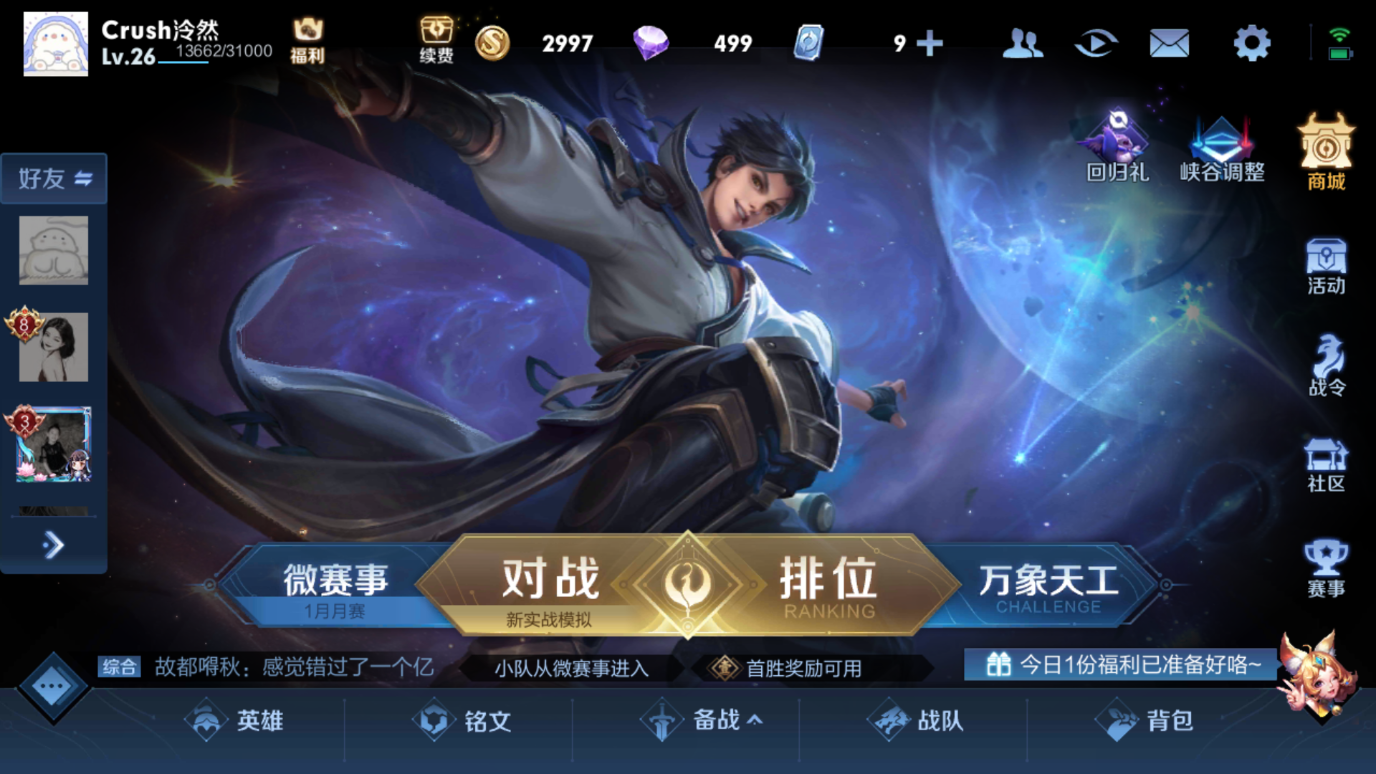 Crush泠然
Lv.26 13662/31000
福利
续费
2997
499
9
好友
8
3
回归礼
峡谷调整
商城
活动
战令
社区
赛事
微赛事
1月月赛
对战
新实战模拟
排位
RANKING
万象天工
CHALLENGE
综合 故都噚秋：感觉错过了一个亿
小队从微赛事进入
首胜奖励可用
今日1份福利已准备好咯~
英雄
铭文
备战
战队
背包